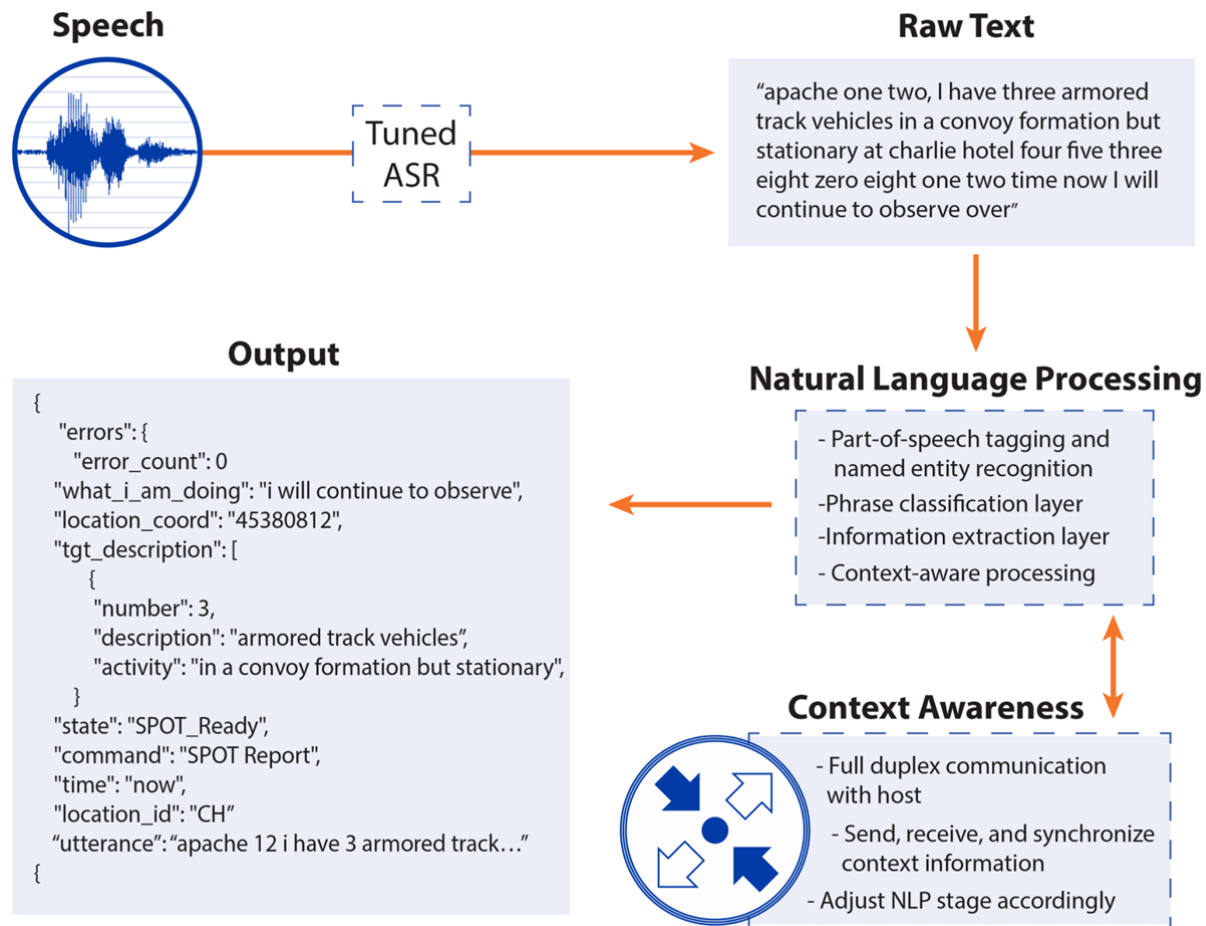 Speech
Tuned
ASR
Raw Text
“apache one two, I have three armored
track vehicles in a convoy formation but
stationary at charlie hotel four five three
eight zero eight one two time now I will
continue to observe over”
Natural Language Processing
- Part-of-speech tagging and
named entity recognition
-Phrase classification layer
-Information extraction layer
- Context-aware processing
Context Awareness
- Full duplex communication
with host
- Send, receive, and synchronize
context information
- Adjust NLP stage accordingly
Output
{
"errors": {
"error_count": 0
"what_i_am_doing": "i will continue to observe",
"location_coord": "45380812",
"tgt_description": [
{
"number": 3,
"description": "armored track vehicles”,
"activity": "in a convoy formation but stationary",
}
"state": "SPOT_Ready",
"command": "SPOT Report",
"time": "now",
"location_id": "CH”
“utterance”: “apache 12 i have 3 armored track…”
{